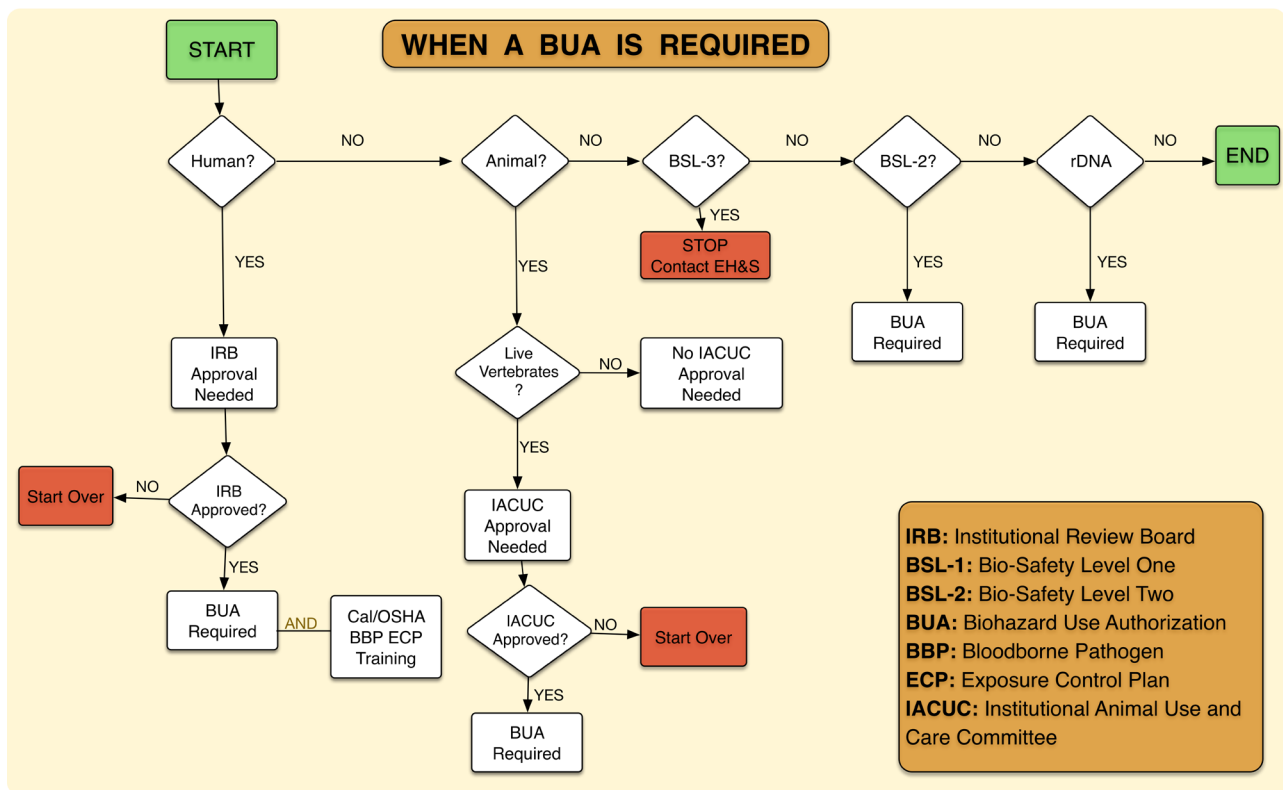 START
WHEN A BUA IS REQUIRED
Human?
NO
Animal?
NO
BSL-3?
NO
BSL-2?
NO
rDNA
NO
END
YES
STOP
Contact EH&S
YES
YES
YES
YES
BUA
Required
BUA
Required
IRB
Approval
Needed
Live
Vertebrates
?
NO
No IACUC
Approval
Needed
YES
Start Over
NO
IRB
Approved?
IACUC
Approval
Needed
YES
BUA
Required
AND
Cal/OSHA
BBP ECP
Training
IACUC
Approved?
NO
Start Over
YES
BUA
Required
IRB: Institutional Review Board
BSL-1: Bio-Safety Level One
BSL-2: Bio-Safety Level Two
BUA: Biohazard Use Authorization
BBP: Bloodborne Pathogen
ECP: Exposure Control Plan
IACUC: Institutional Animal Use and
Care Committee